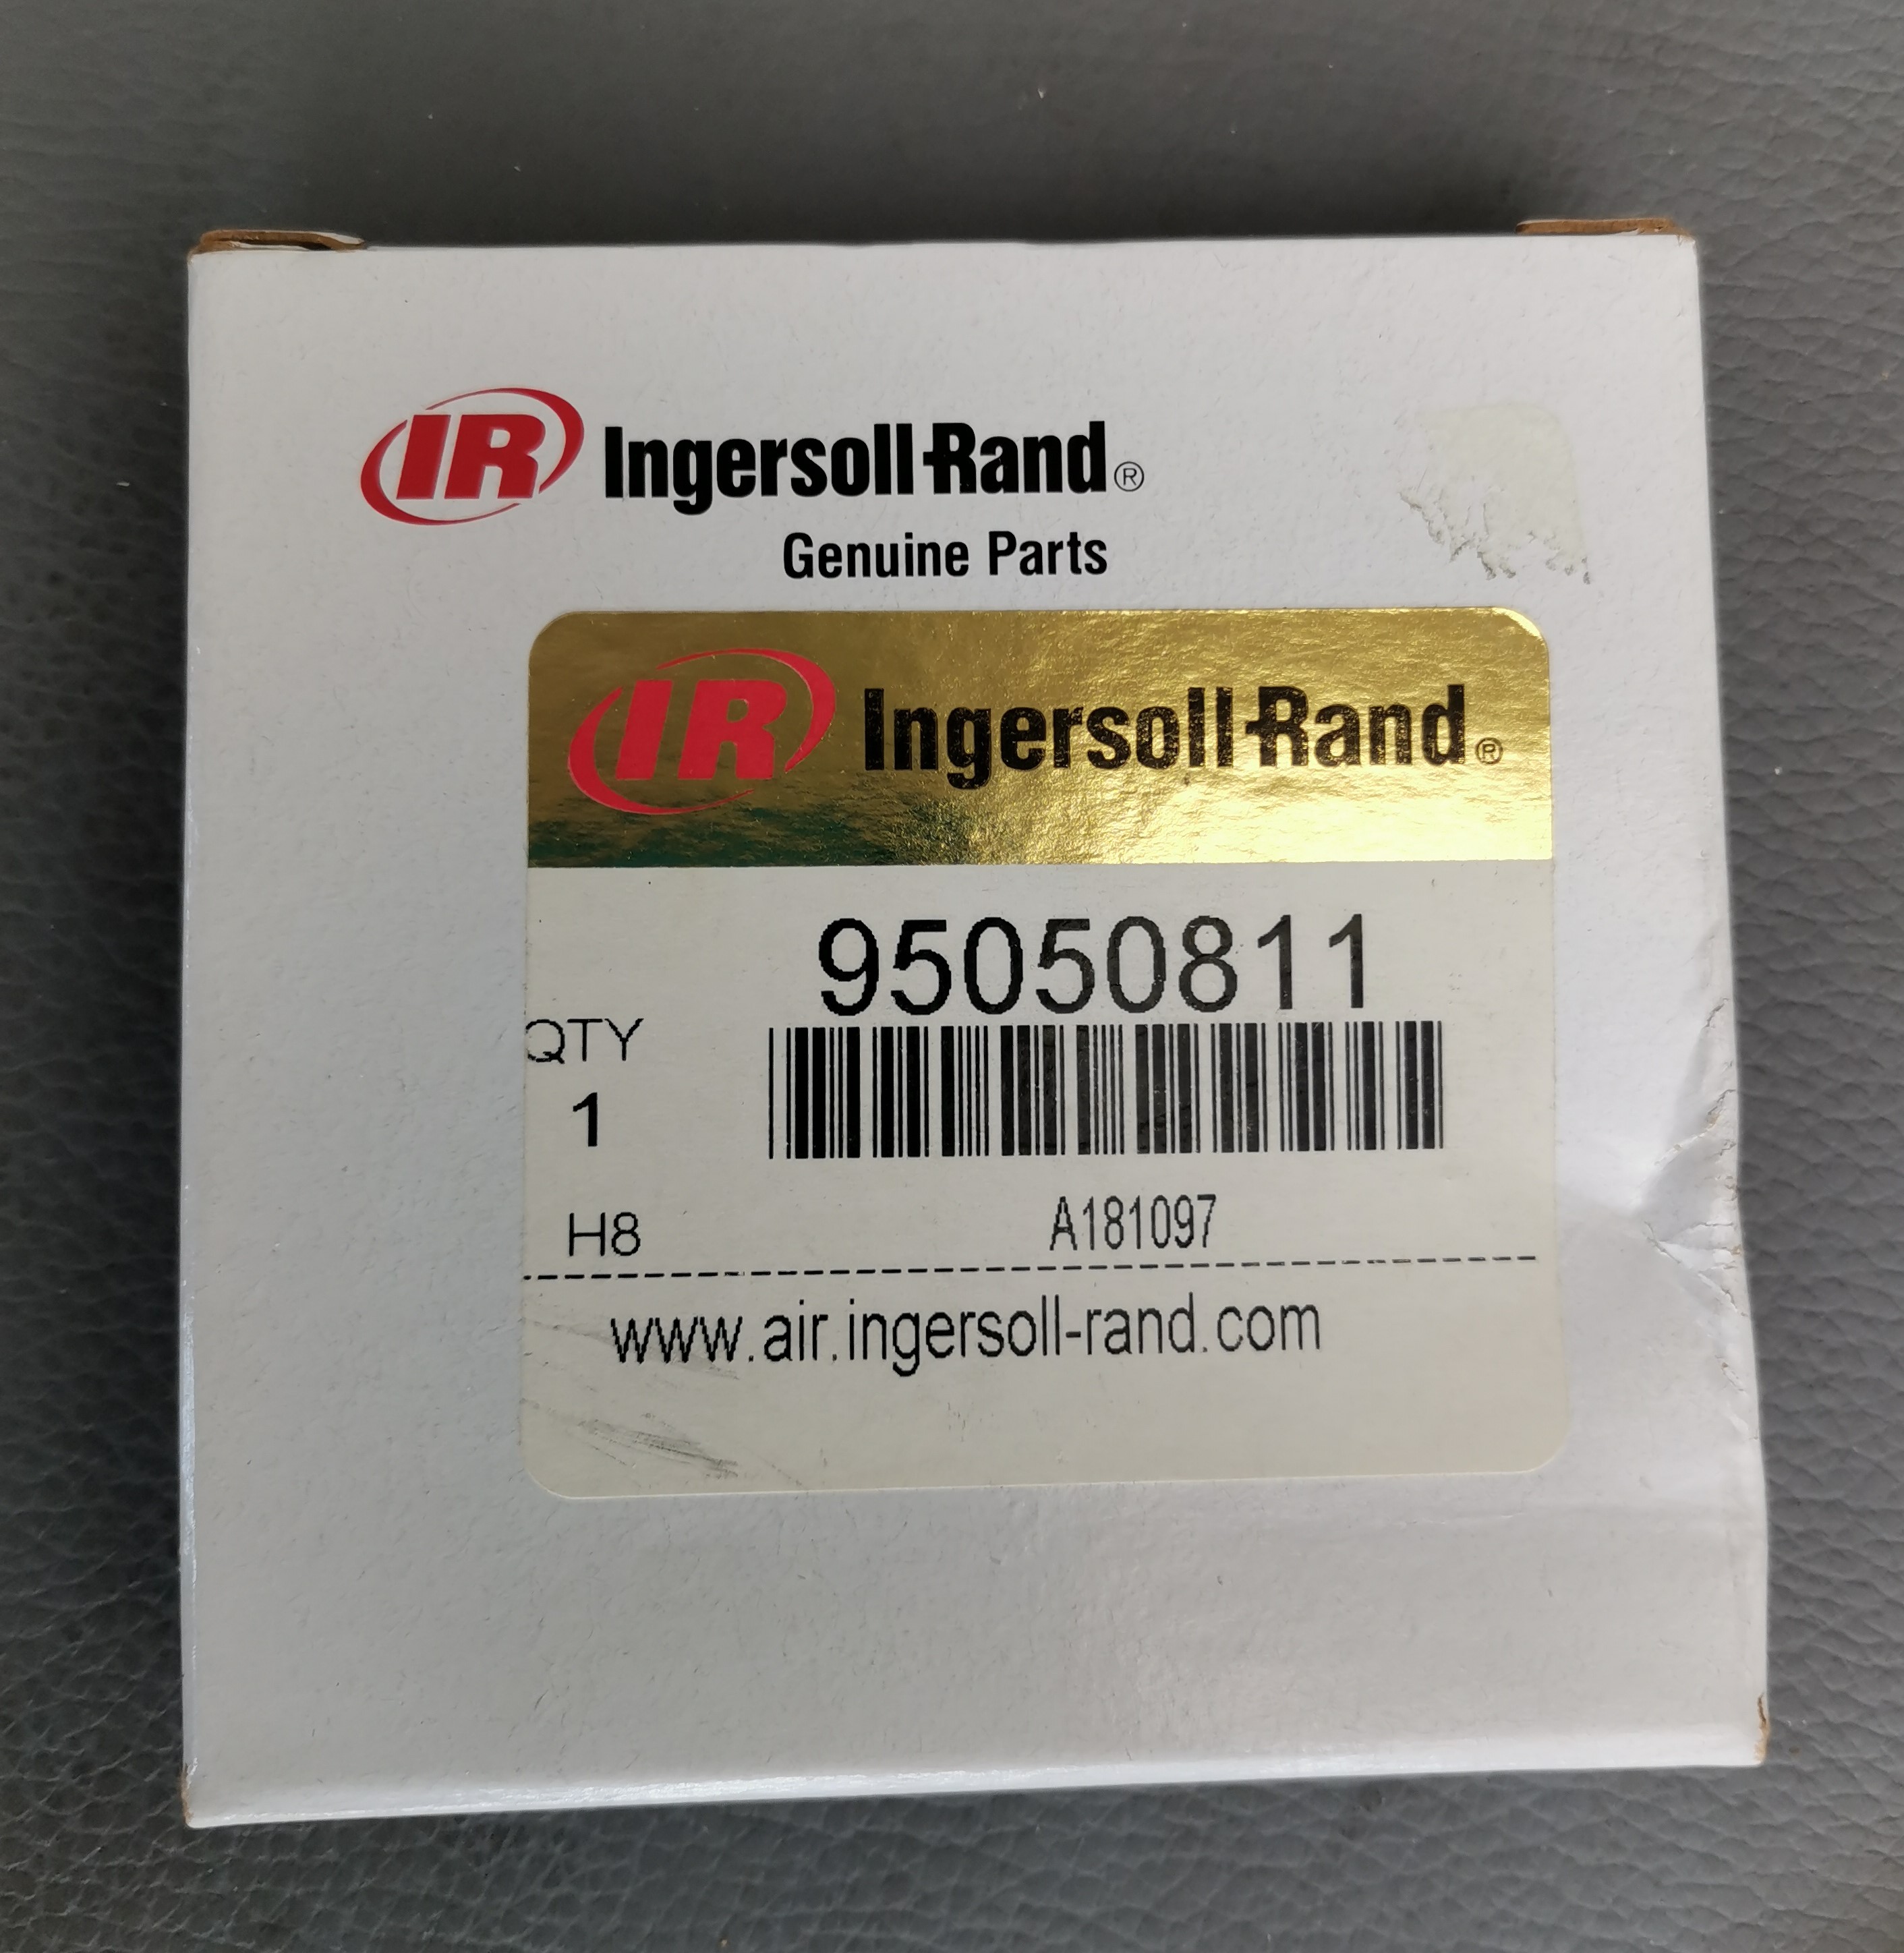 IR Ingersoll-Rand®
Genuine Parts
IR Ingersoll-Rand®
95050811
QTY
1
H8 A181097
www.air.ingersoll-rand.com